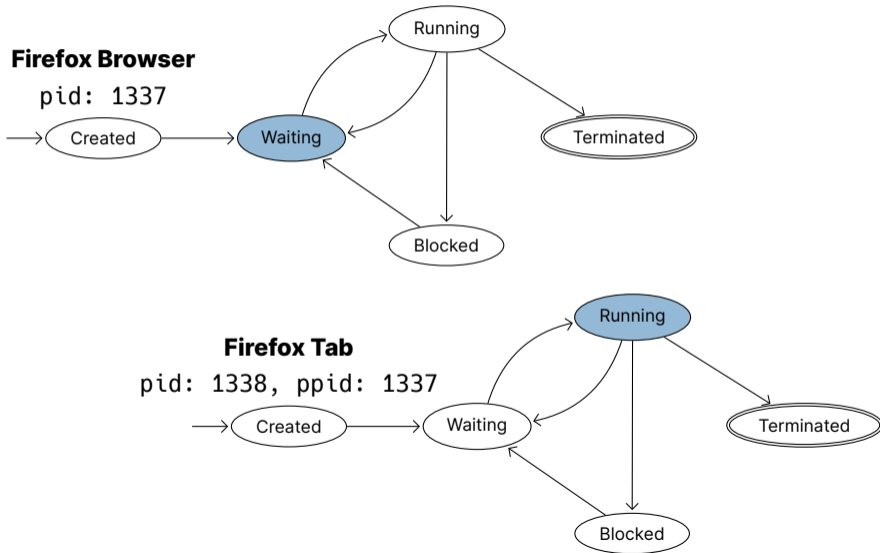 Running
Firefox Browser
pid: 1337
Created
Waiting
Terminated
Blocked
Running
Firefox Tab
pid: 1338, ppid: 1337
Created
Waiting
Terminated
Blocked